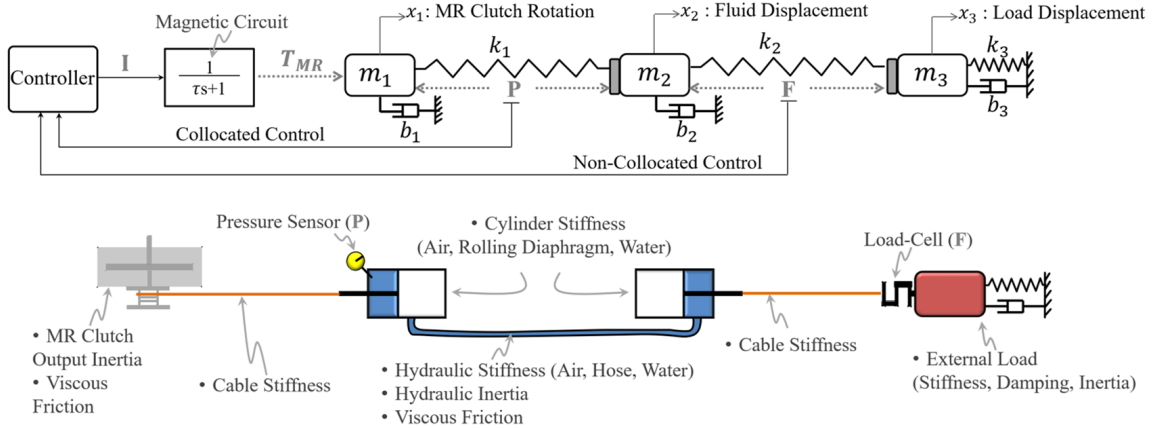 x₁: MR Clutch Rotation
x₂ : Fluid Displacement
x₃ : Load Displacement
Magnetic Circuit
Controller
I
1
τs+1
T_MR
m₁
k₁
m₂
k₂
m₃
k₃
P
F
b₁
b₂
b₃
Collocated Control
Non-Collocated Control
Pressure Sensor (P)
• Cylinder Stiffness
(Air, Rolling Diaphragm, Water)
Load-Cell (F)
• MR Clutch
Output Inertia
• Viscous
Friction
• Cable Stiffness
• Hydraulic Stiffness (Air, Hose, Water)
• Hydraulic Inertia
• Viscous Friction
• Cable Stiffness
• External Load
(Stiffness, Damping, Inertia)